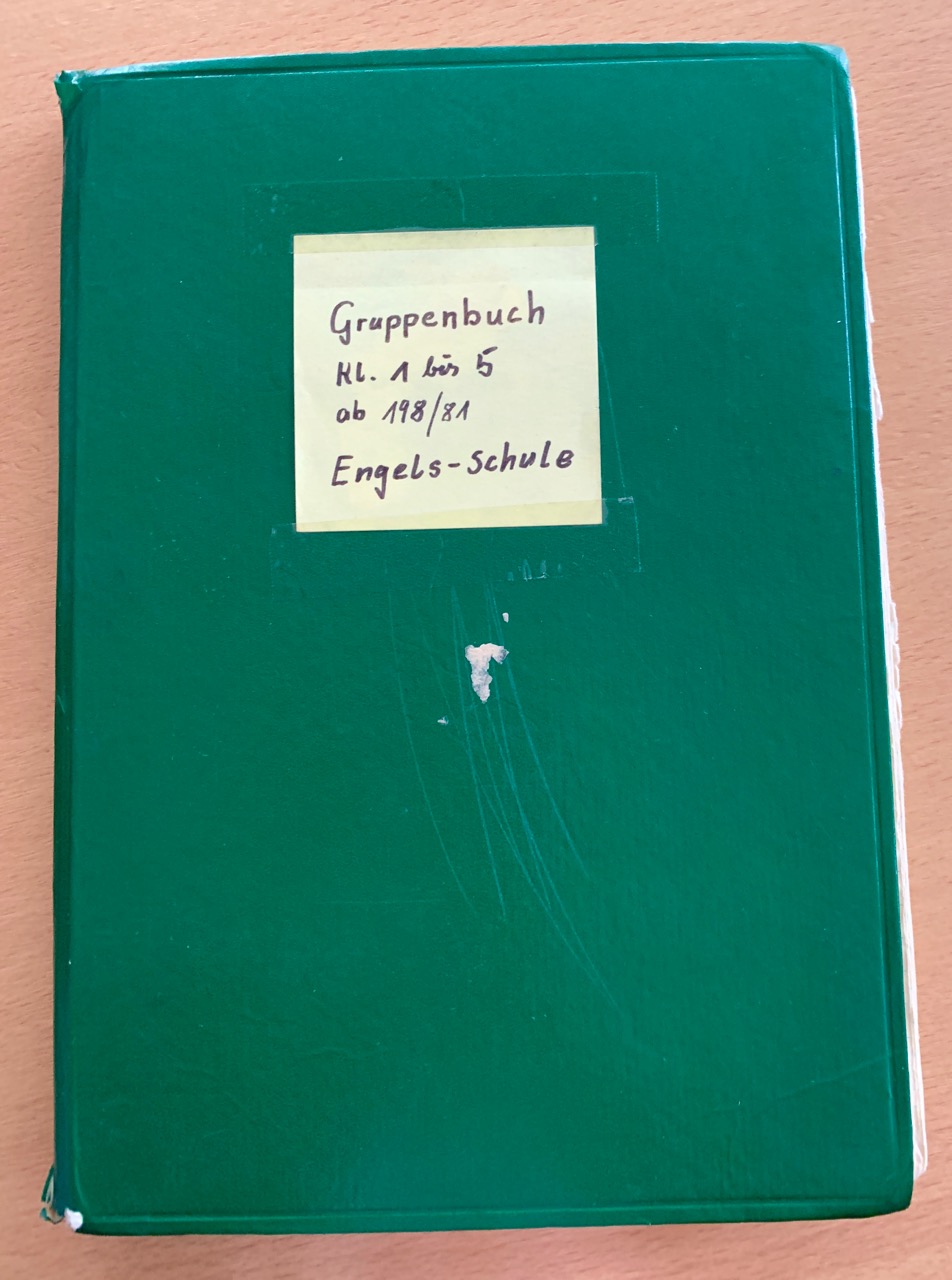 Gruppenbuch
Kl. 1 bis 5
ab 198/81
Engels-Schule